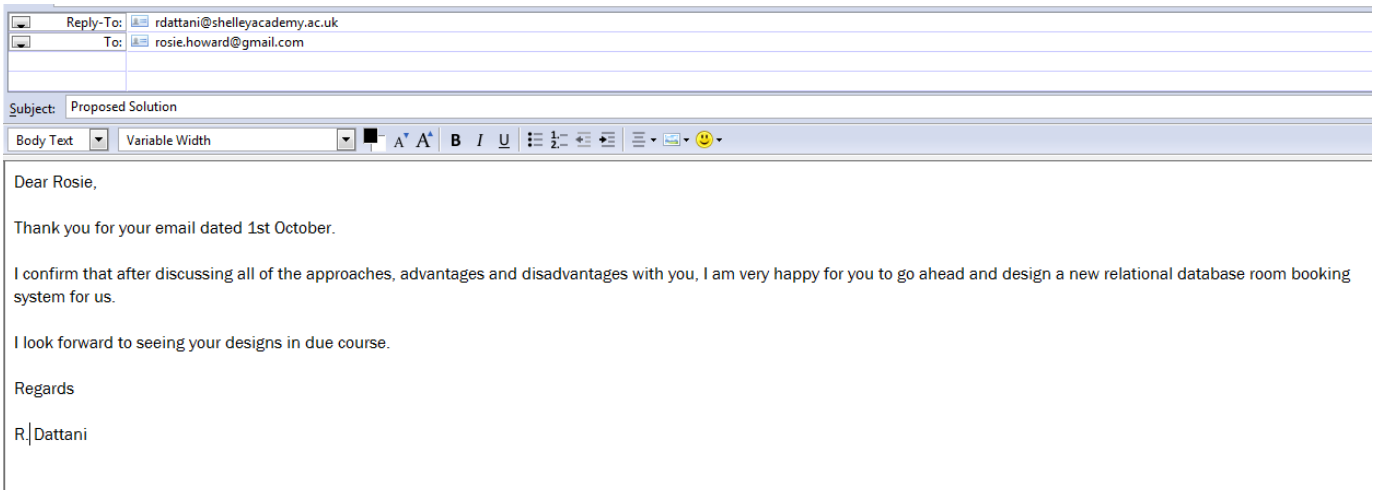 Reply-To: rdattani@shelleyacademy.ac.uk
To: rosie.howard@gmail.com
Subject: Proposed Solution
Body Text Variable Width A A B I U
Dear Rosie,
Thank you for your email dated 1st October.
I confirm that after discussing all of the approaches, advantages and disadvantages with you, I am very happy for you to go ahead and design a new relational database room booking
system for us.
I look forward to seeing your designs in due course.
Regards
R. Dattani